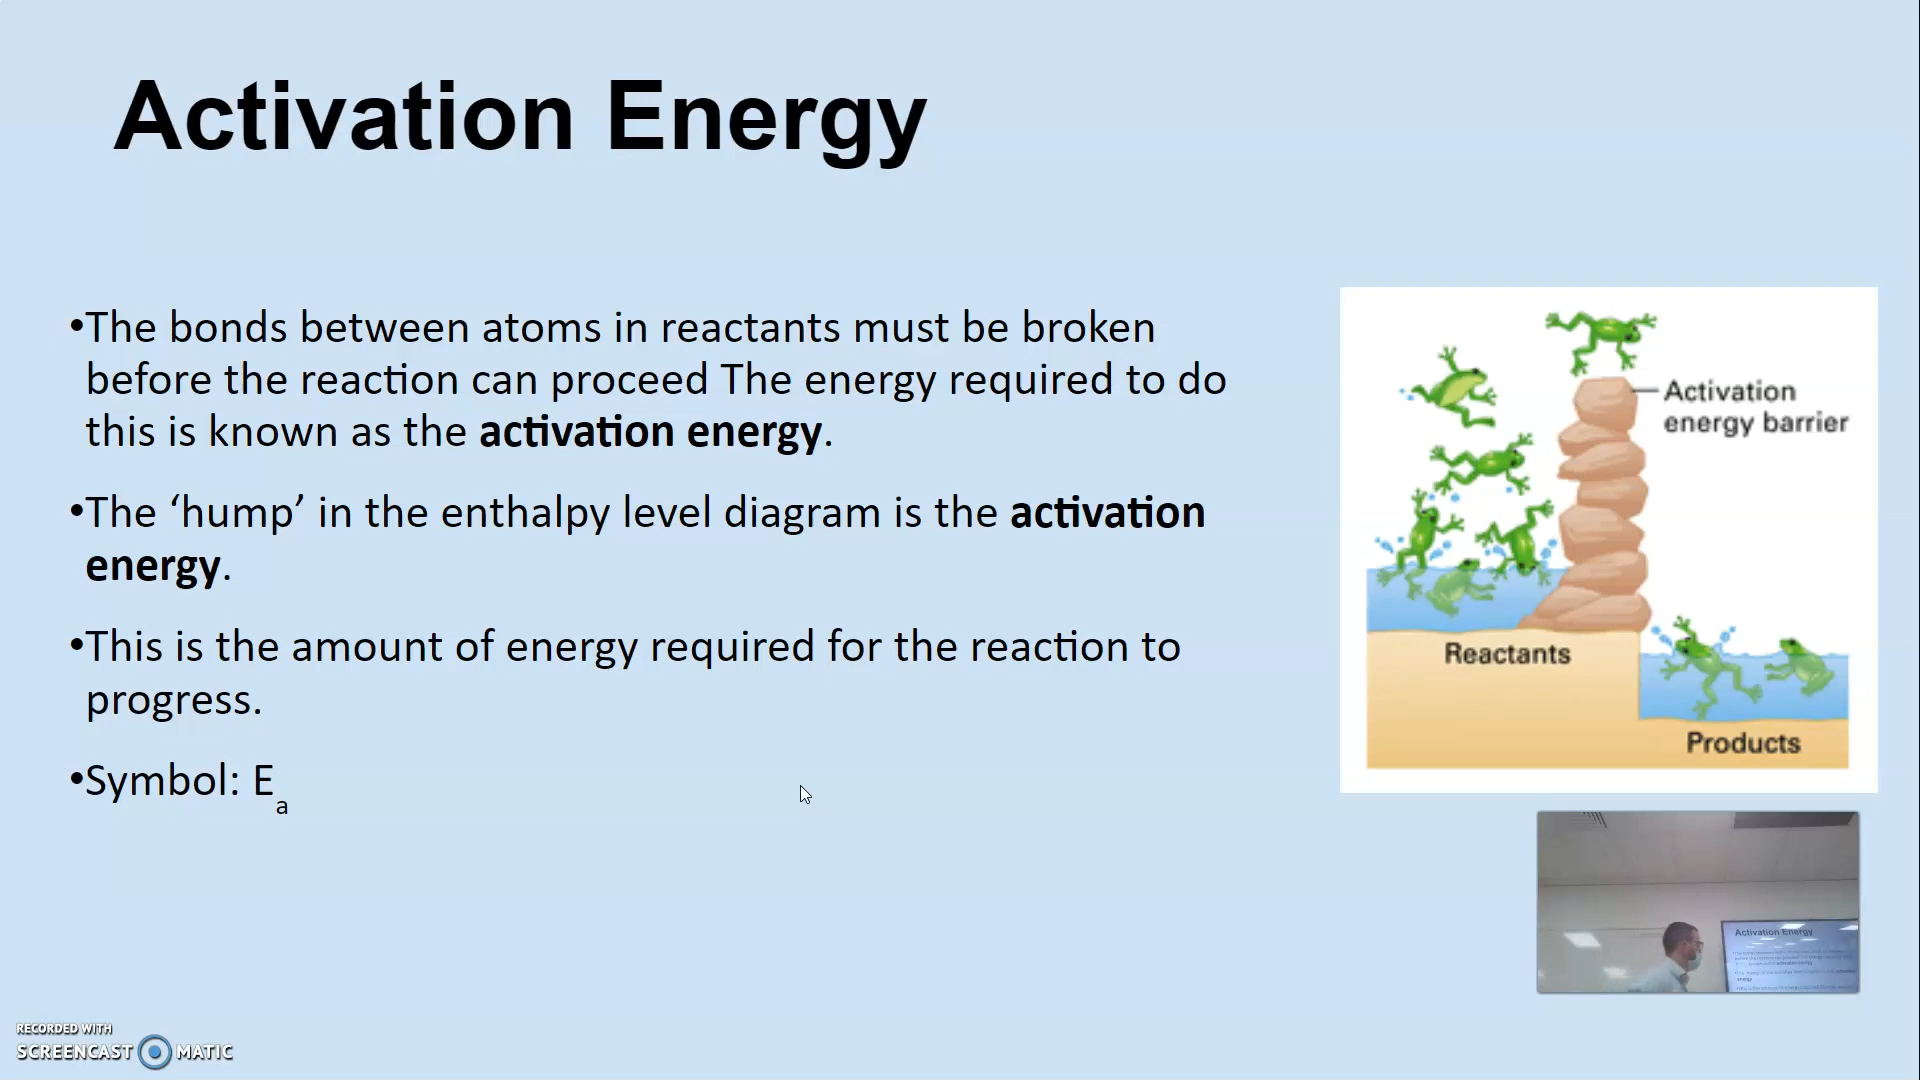 Activation Energy
•The bonds between atoms in reactants must be broken
before the reaction can proceed The energy required to do
this is known as the activation energy.
•The ‘hump’ in the enthalpy level diagram is the activation
energy.
•This is the amount of energy required for the reaction to
progress.
•Symbol: Ea
Activation
energy barrier
Reactants
Products
Activation Energy
RECORDED WITH
SCREENCAST MATIC